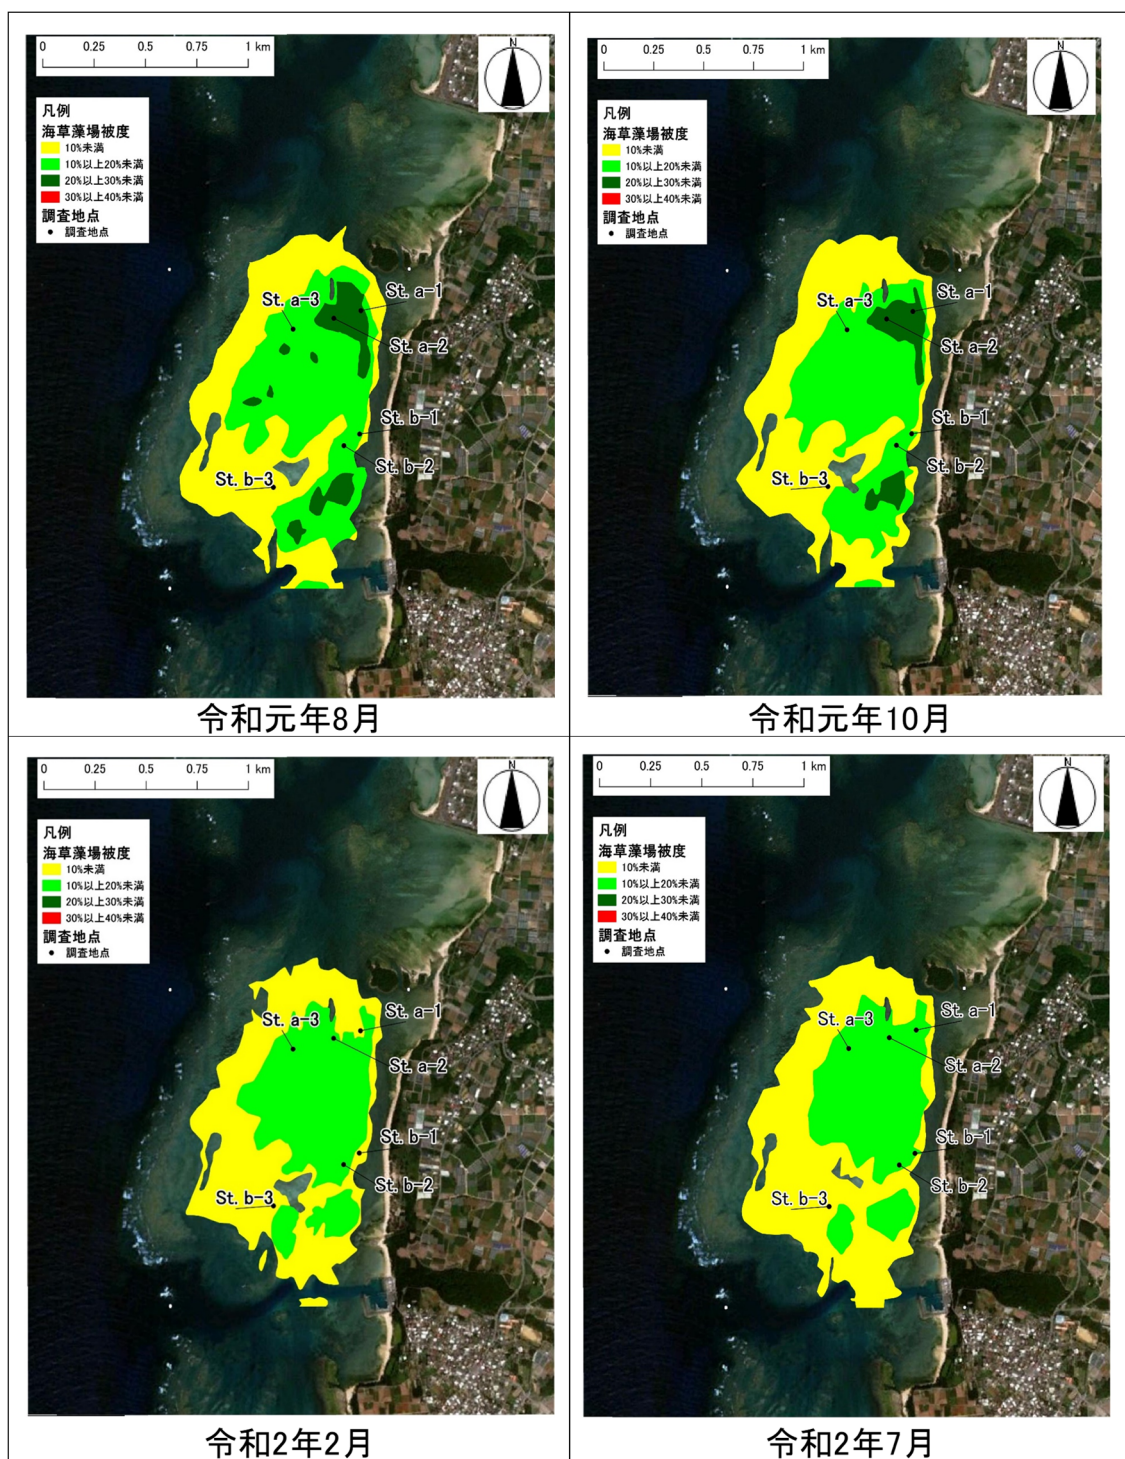 0 0.25 0.5 0.75 1 km
N
凡例
海草藻場被度
10%未満
10%以上20%未満
20%以上30%未満
30%以上40%未満
調査地点
調査地点
St. a-3
St. a-1
St. a-2
St. b-1
St. b-2
St. b-3
令和元年8月
0 0.25 0.5 0.75 1 km
N
凡例
海草藻場被度
10%未満
10%以上20%未満
20%以上30%未満
30%以上40%未満
調査地点
調査地点
St. a-3
St. a-1
St. a-2
St. b-1
St. b-2
St. b-3
令和元年10月
0 0.25 0.5 0.75 1 km
N
凡例
海草藻場被度
10%未満
10%以上20%未満
20%以上30%未満
30%以上40%未満
調査地点
調査地点
St. a-3
St. a-1
St. a-2
St. b-1
St. b-2
St. b-3
令和2年2月
0 0.25 0.5 0.75 1 km
N
凡例
海草藻場被度
10%未満
10%以上20%未満
20%以上30%未満
30%以上40%未満
調査地点
調査地点
St. a-3
St. a-1
St. a-2
St. b-1
St. b-2
St. b-3
令和2年7月